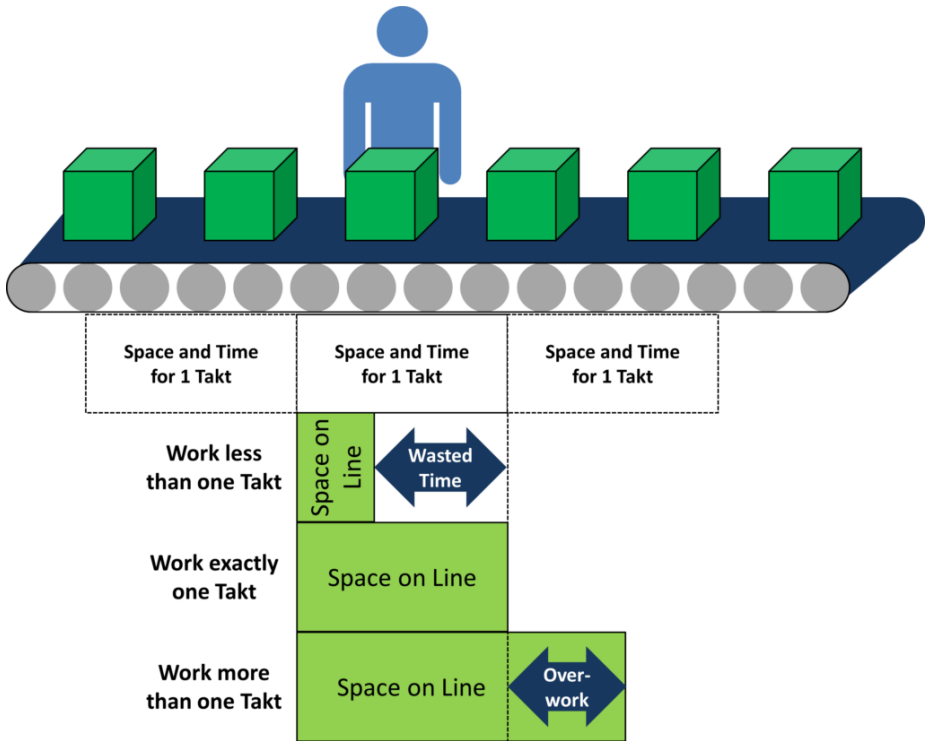 Space and Time
for 1 Takt
Space and Time
for 1 Takt
Space and Time
for 1 Takt
Work less
than one Takt
Space on
Line
Wasted
Time
Work exactly
one Takt
Space on Line
Work more
than one Takt
Space on Line
Over-
work